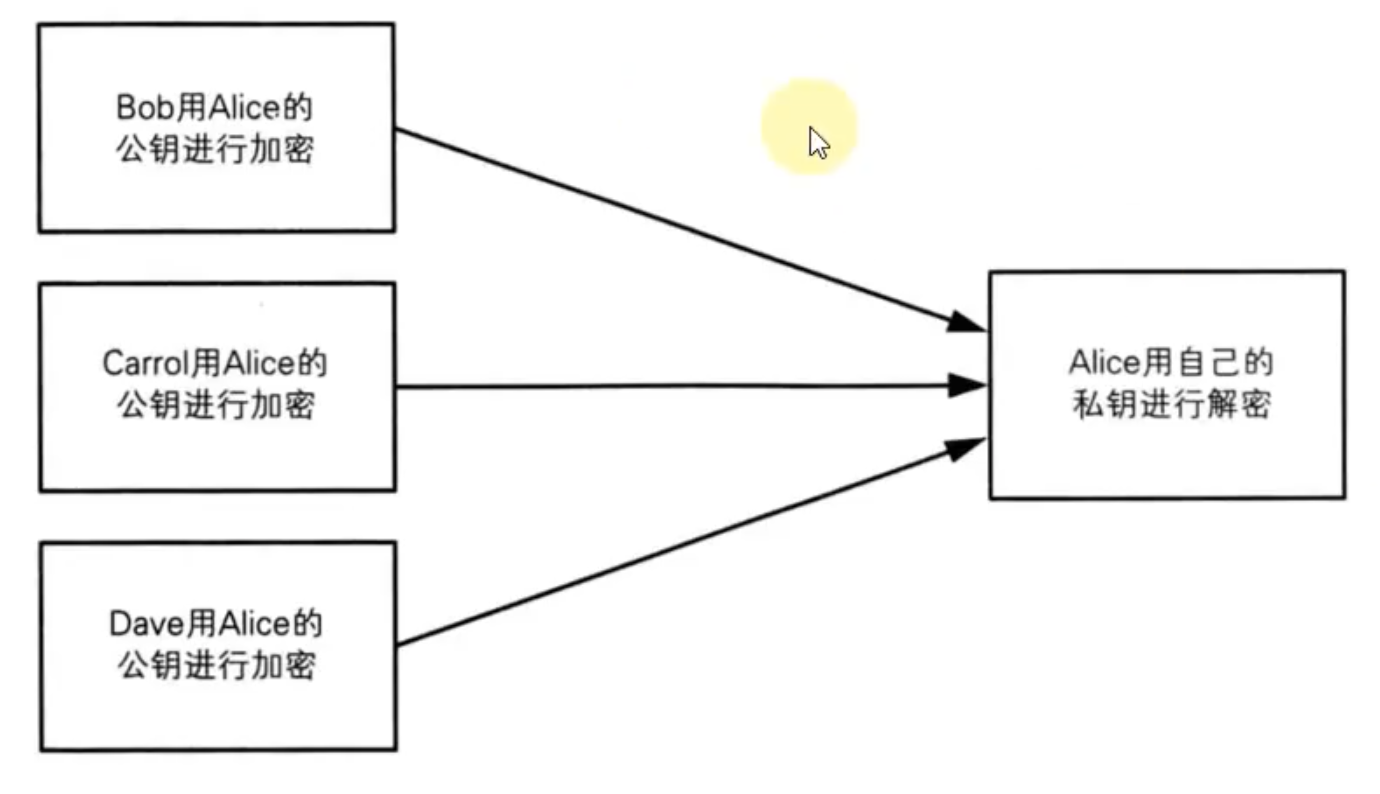 Bob用Alice的
公钥进行加密
Carrol用Alice的
公钥进行加密
Dave用Alice的
公钥进行加密
Alice用自己的
私钥进行解密